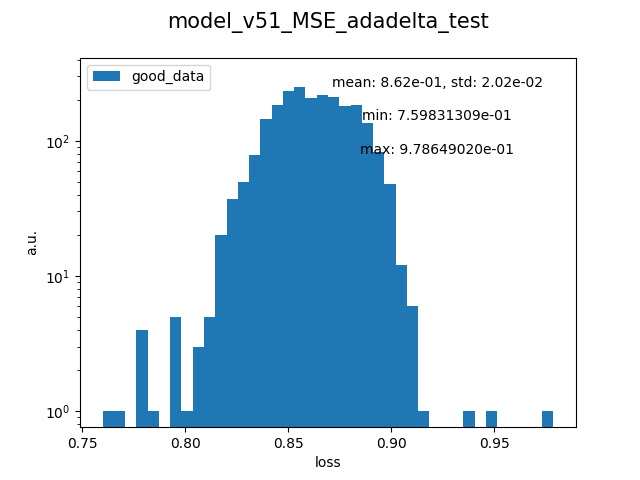 model_v51_MSE_adadelta_test
good_data
mean: 8.62e-01, std: 2.02e-02
min: 7.59831309e-01
max: 9.78649020e-01
a.u.
10²
10¹
10⁰
0.75 0.80 0.85 0.90 0.95
loss